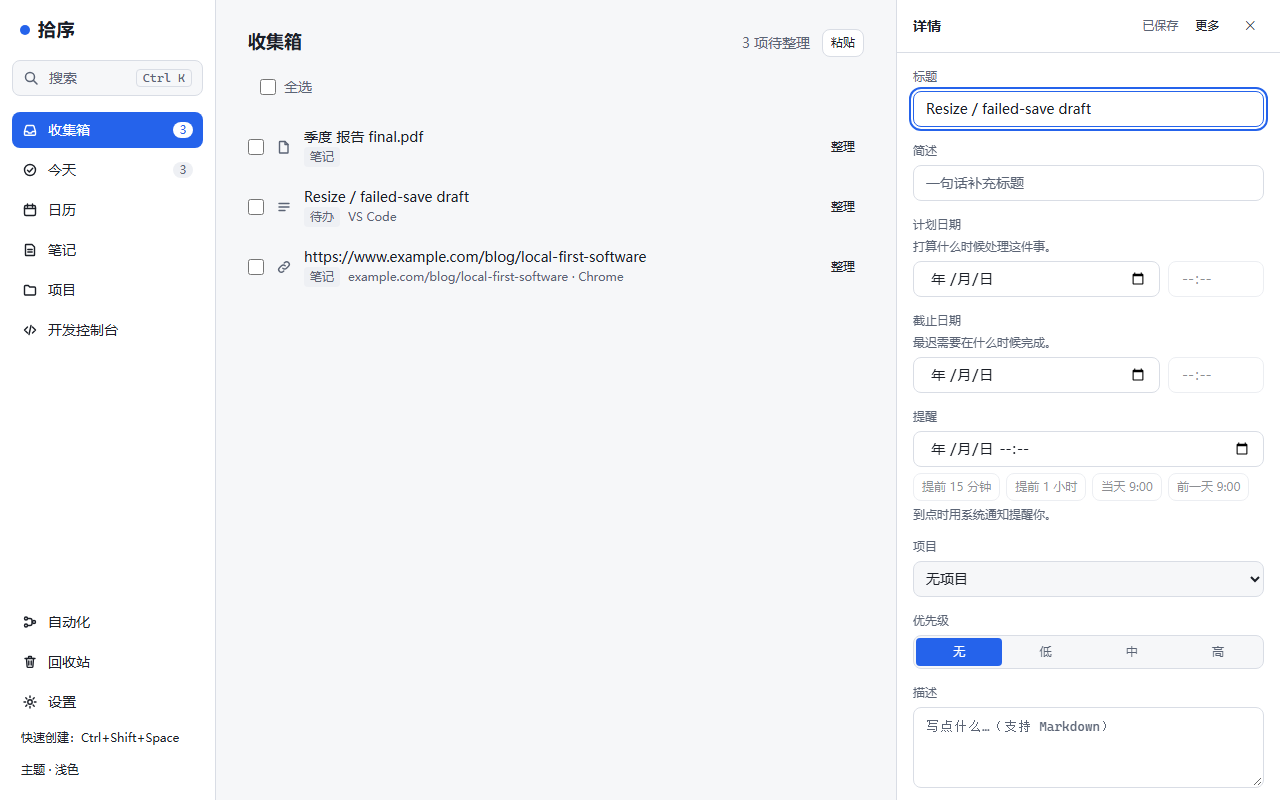 拾序
搜索 Ctrl K
收集箱 3
今天 3
日历
笔记
项目
开发控制台
自动化
回收站
设置
快速创建：Ctrl+Shift+Space
主题 · 浅色
收集箱
3 项待整理 粘贴
全选
季度 报告 final.pdf
笔记
整理
Resize / failed-save draft
待办 VS Code
整理
https://www.example.com/blog/local-first-software
笔记 example.com/blog/local-first-software · Chrome
整理
详情 已保存 更多 ×
标题
Resize / failed-save draft
简述
一句话补充标题
计划日期
打算什么时候处理这件事。
年 /月/日 --:--
截止日期
最迟需要在什么时候完成。
年 /月/日 --:--
提醒
年 /月/日 --:--
提前 15 分钟 提前 1 小时 当天 9:00 前一天 9:00
到点时用系统通知提醒你。
项目
无项目
优先级
无 低 中 高
描述
写点什么…（支持 Markdown）